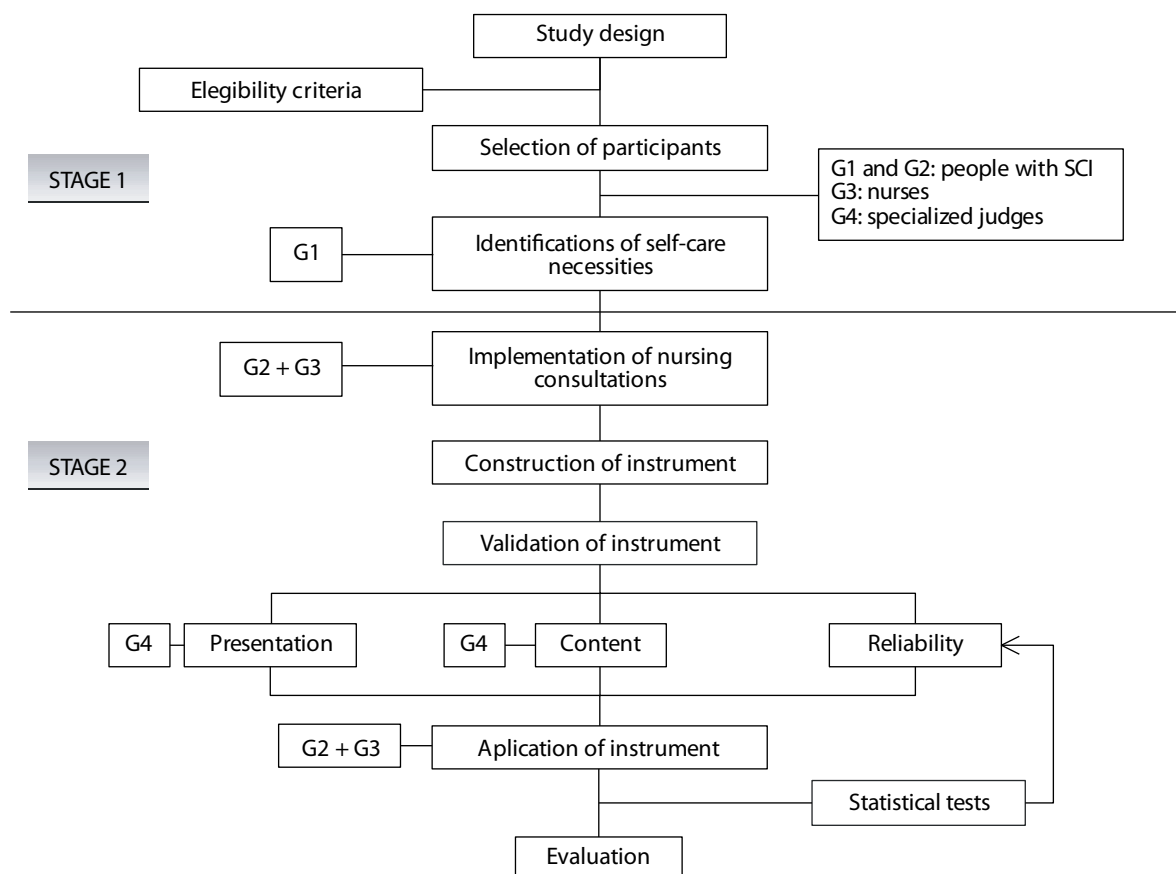 Study design
Elegibility criteria
Selection of participants
STAGE 1
G1 and G2: people with SCI
G3: nurses
G4: specialized judges
G1
Identifications of self-care
necessities
G2 + G3
Implementation of nursing
consultations
STAGE 2
Construction of instrument
Validation of instrument
G4
Presentation
G4
Content
Reliability
G2 + G3
Aplication of instrument
Statistical tests
Evaluation